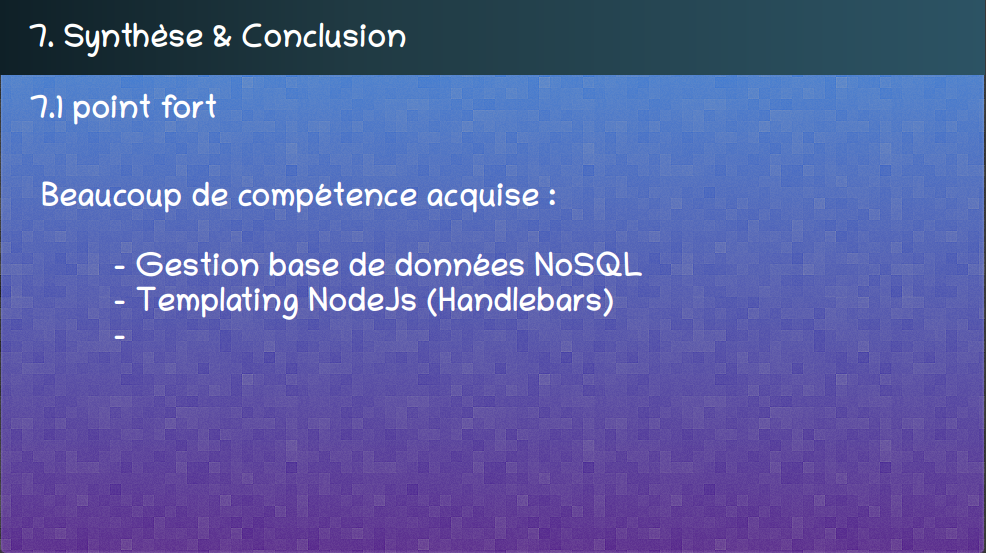 7. Synthèse & Conclusion
7.1 point fort
Beaucoup de compétence acquise :
- Gestion base de données NoSQL
- Templating NodeJs (Handlebars)
-